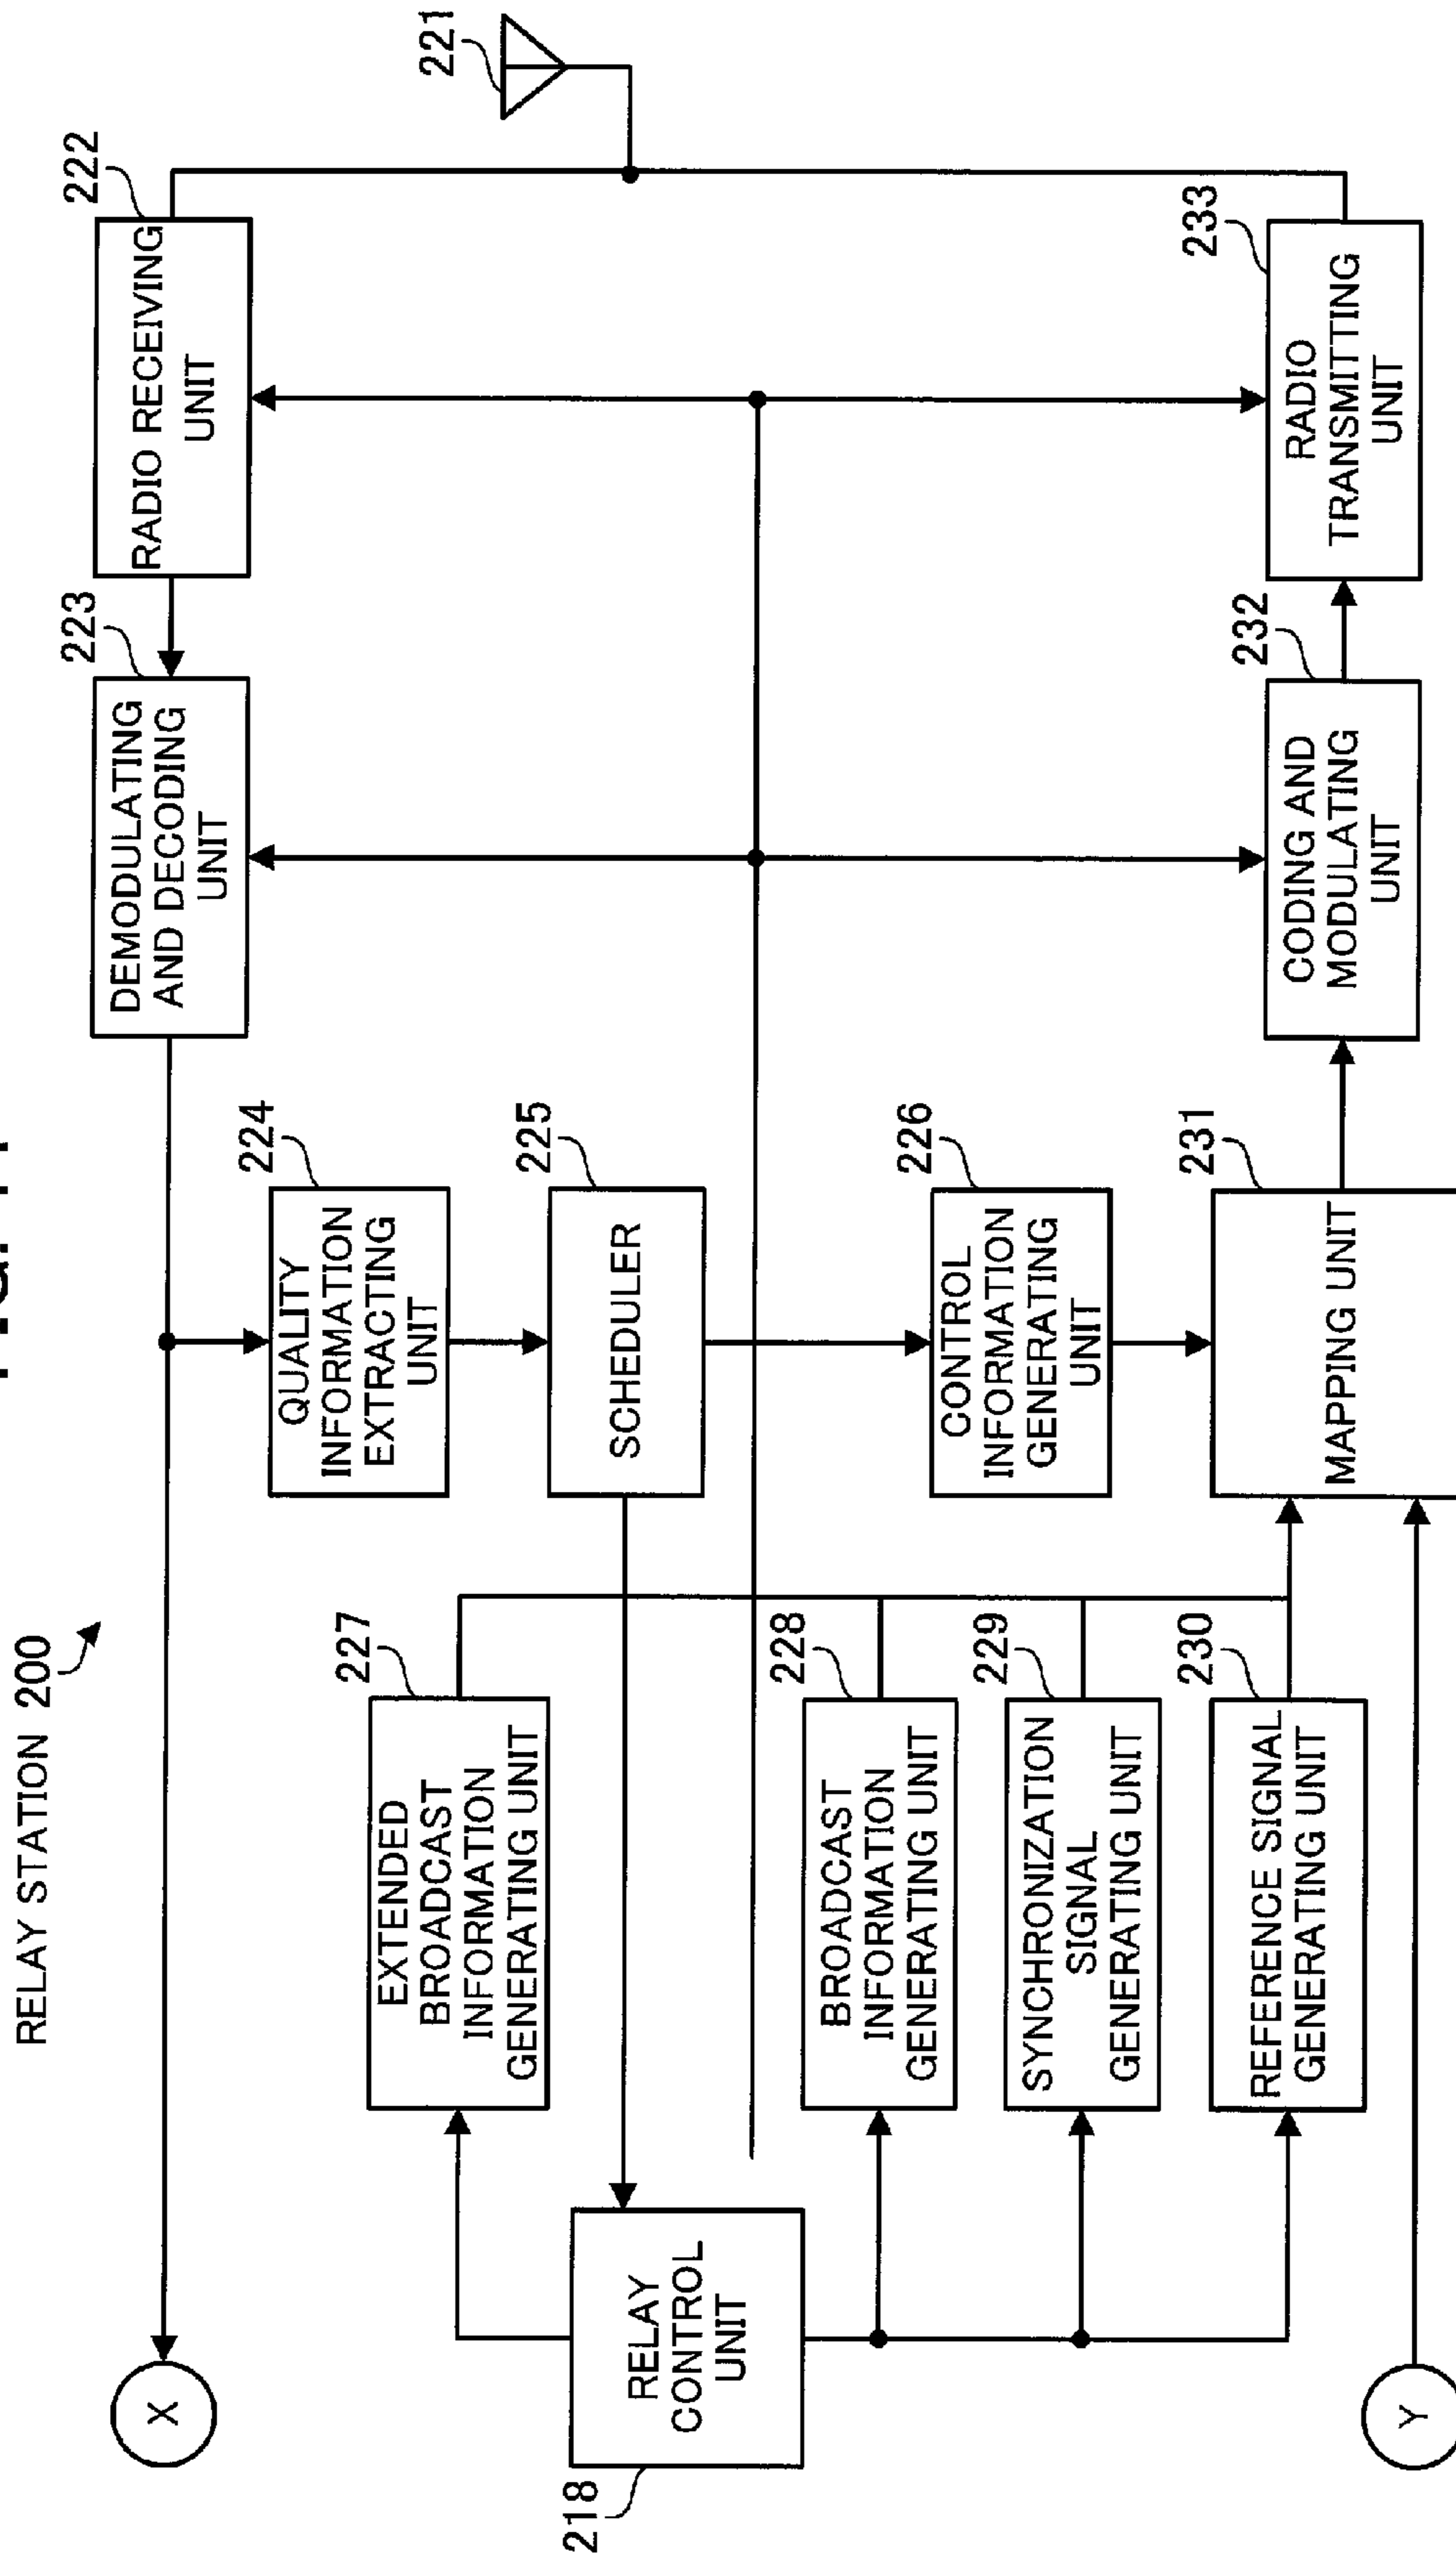 RELAY STATION 200
222
RADIO RECEIVING
UNIT
221
223
DEMODULATING
AND DECODING
UNIT
224
QUALITY
INFORMATION
EXTRACTING
UNIT
225
SCHEDULER
226
CONTROL
INFORMATION
GENERATING
UNIT
227
EXTENDED
BROADCAST
INFORMATION
GENERATING UNIT
228
BROADCAST
INFORMATION
GENERATING UNIT
229
SYNCHRONIZATION
SIGNAL
GENERATING UNIT
230
REFERENCE SIGNAL
GENERATING UNIT
218
RELAY
CONTROL
UNIT
231
MAPPING UNIT
232
CODING AND
MODULATING
UNIT
233
RADIO
TRANSMITTING
UNIT
X
Y